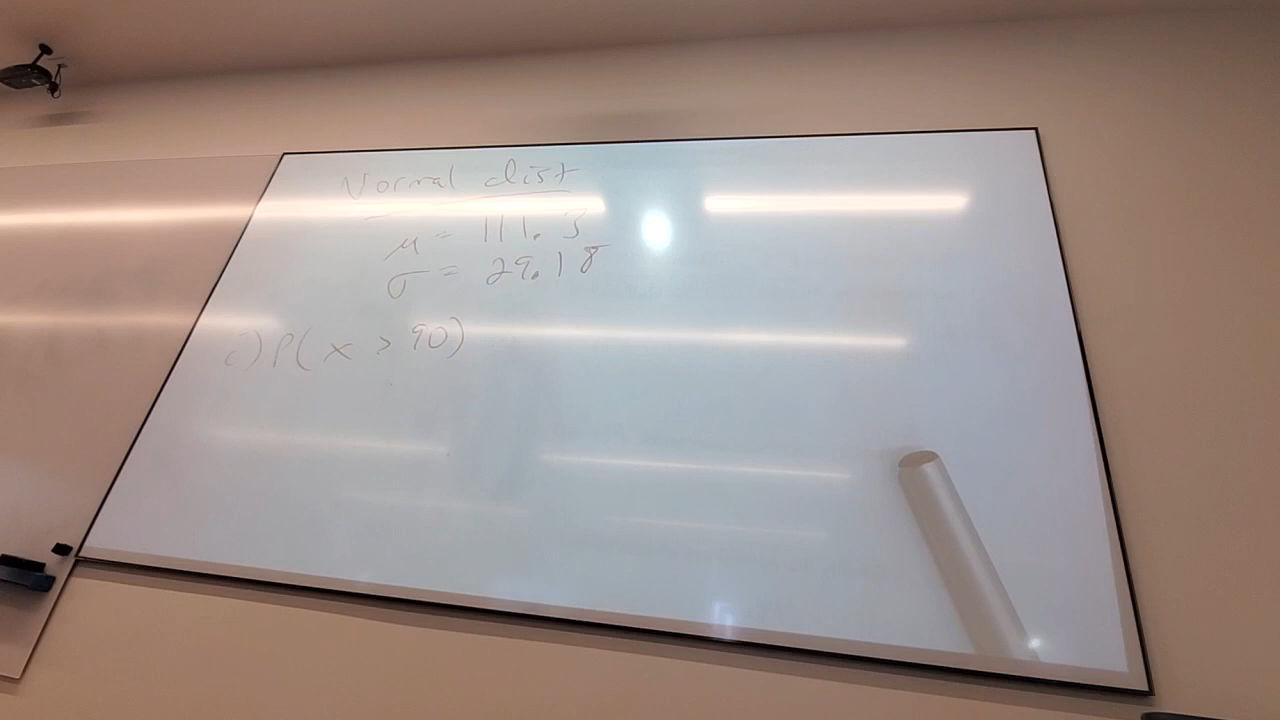 Normal dist
μ = 111.3
σ = 29.18
c) P(x > 90)